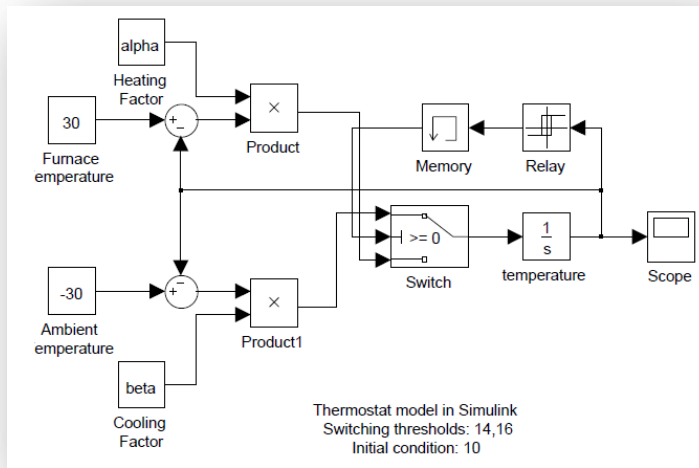 alpha
Heating
Factor
30
Furnace
emperature
+
−
×
Product
Memory
Relay
>= 0
Switch
1
s
temperature
Scope
-30
Ambient
emperature
−
+
×
Product1
beta
Cooling
Factor
Thermostat model in Simulink
Switching thresholds: 14,16
Initial condition: 10